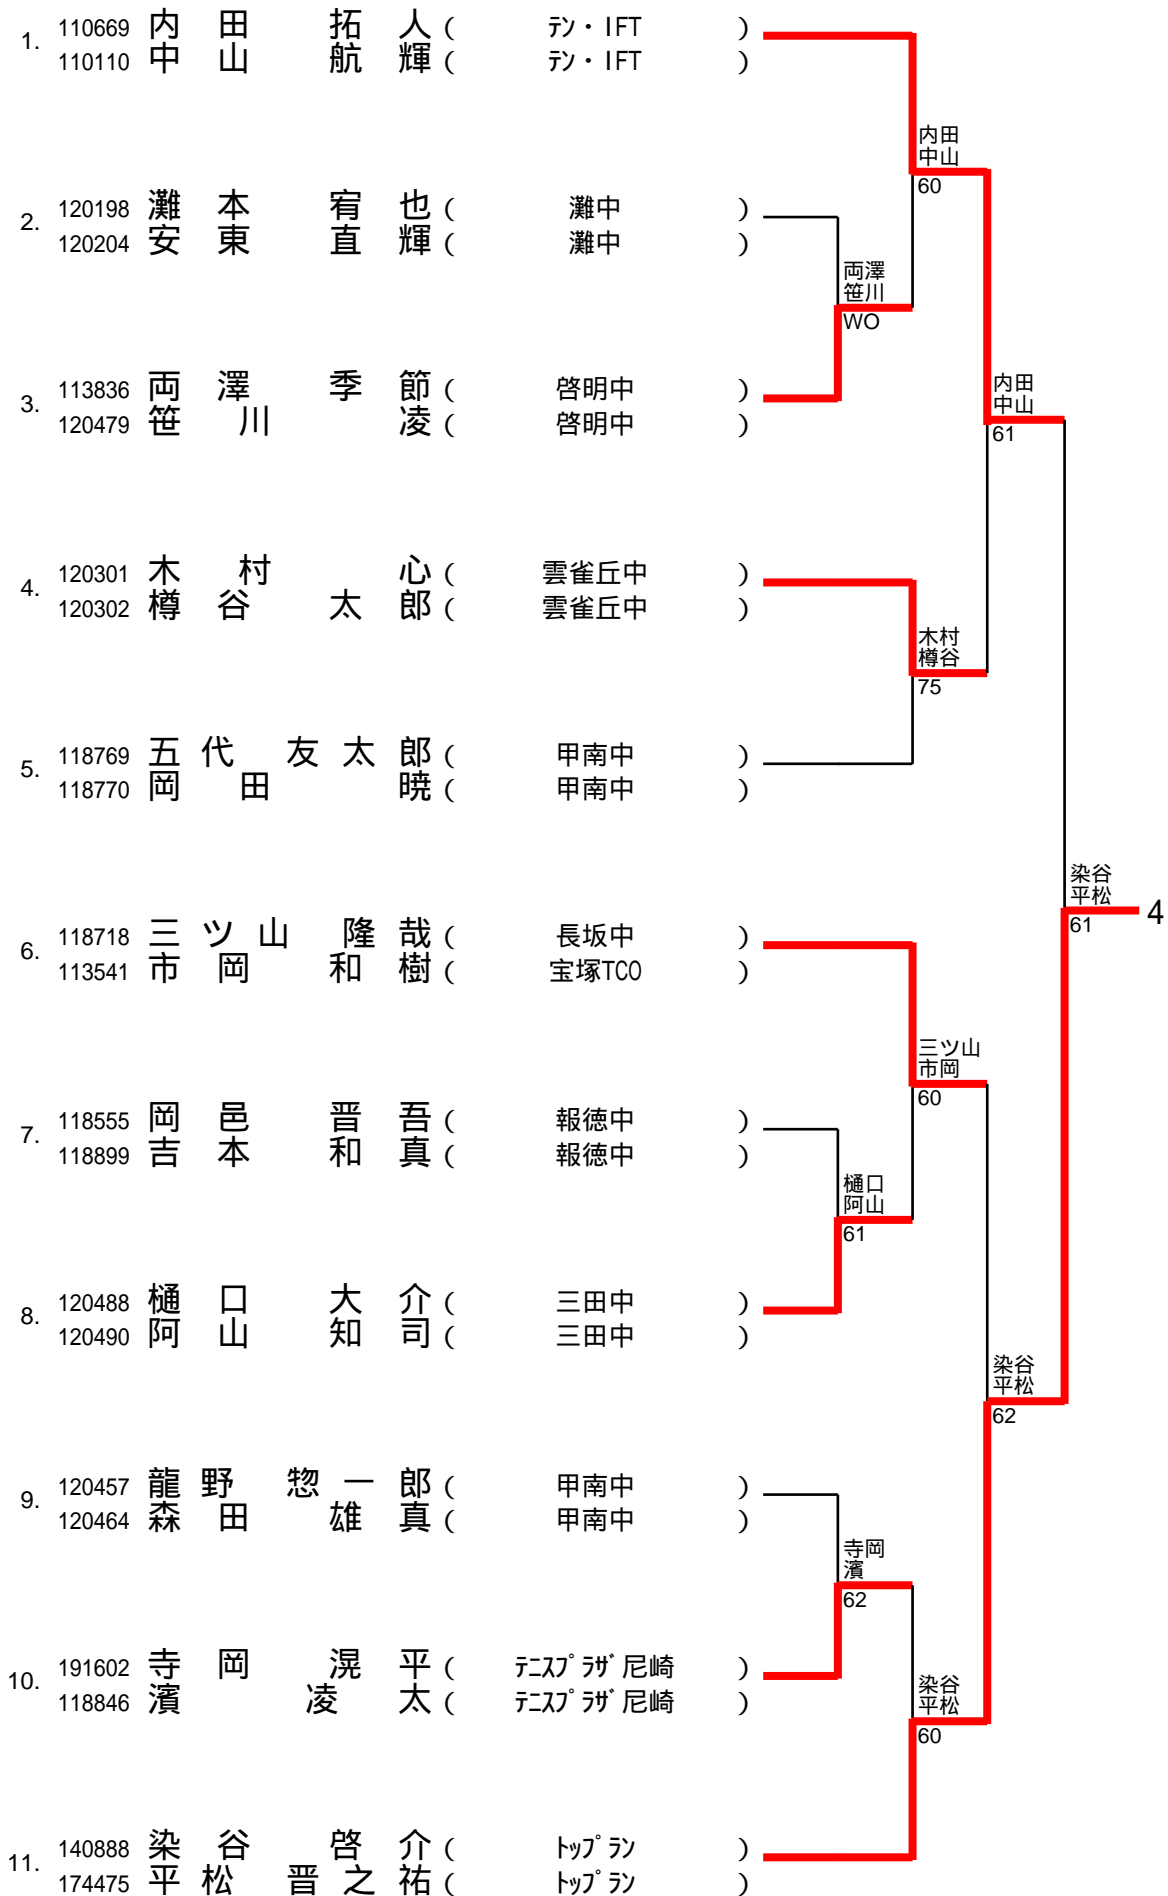 1. 110669 内田 拓人 ( テン・IFT )
110110 中山 航輝 ( テン・IFT )
内田
中山
60
2. 120198 灘本 宥也 ( 灘中 )
120204 安東 直輝 ( 灘中 )
両澤
笹川
WO
3. 113836 両澤 季節 ( 啓明中 )
120479 笹川 凌 ( 啓明中 )
内田
中山
61
4. 120301 木村 心 ( 雲雀丘中 )
120302 樽谷 太郎 ( 雲雀丘中 )
木村
樽谷
75
5. 118769 五代 友太郎 ( 甲南中 )
118770 岡田 暁 ( 甲南中 )
染谷
平松
61
4
6. 118718 三ツ山 隆哉 ( 長坂中 )
113541 市岡 和樹 ( 宝塚TCO )
三ツ山
市岡
60
7. 118555 岡邑 晋吾 ( 報徳中 )
118899 吉本 和真 ( 報徳中 )
樋口
阿山
61
8. 120488 樋口 大介 ( 三田中 )
120490 阿山 知司 ( 三田中 )
染谷
平松
62
9. 120457 龍野 惣一郎 ( 甲南中 )
120464 森田 雄真 ( 甲南中 )
寺岡
濱
62
10. 191602 寺岡 滉平 ( テニスプラザ尼崎 )
118846 濱 凌太 ( テニスプラザ尼崎 )
染谷
平松
60
11. 140888 染谷 啓介 ( トップラン )
174475 平松 晋之祐 ( トップラン )